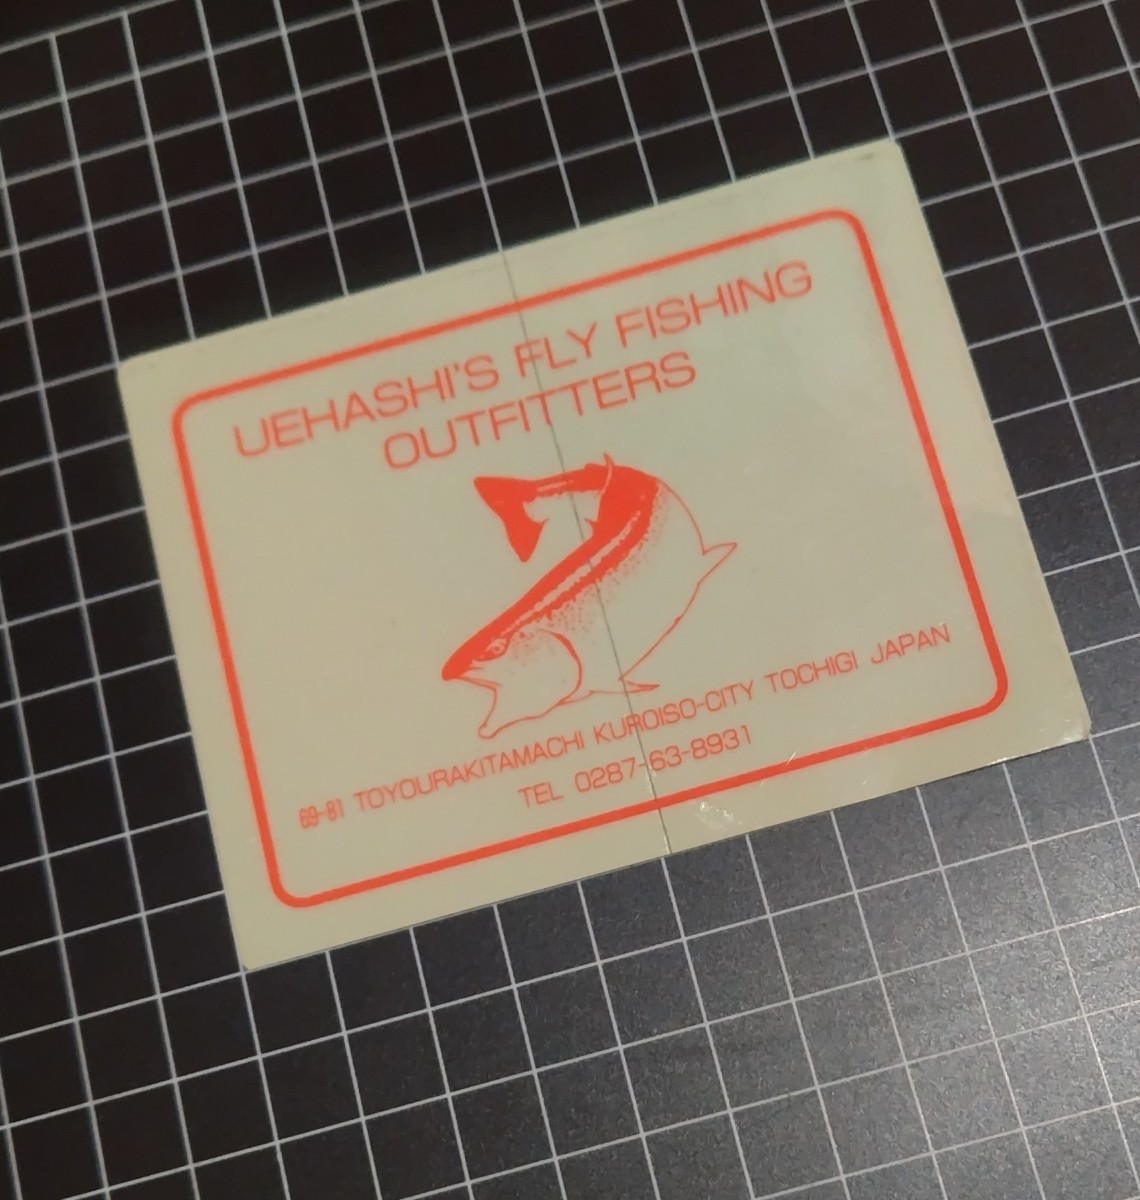 UEHASHI'S FLY FISHING
OUTFITTERS
69-81 TOYOURAKITAMACHI KUROISO-CITY TOCHIGI JAPAN
TEL 0287-63-8931